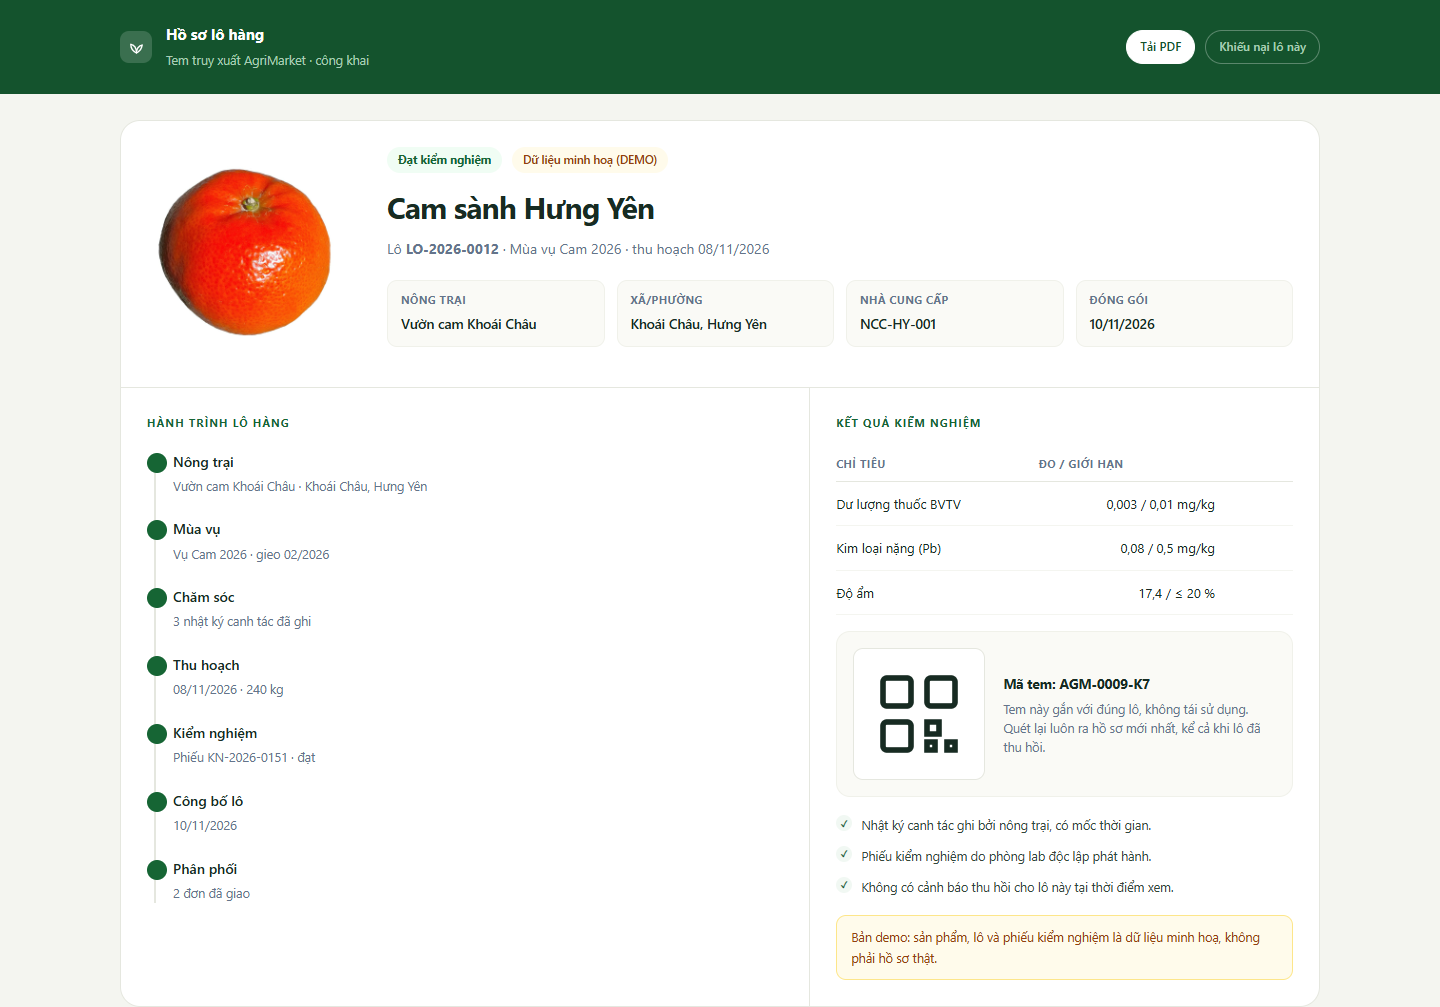 Hồ sơ lô hàng
Tem truy xuất AgriMarket · công khai
Tải PDF
Khiếu nại lô này
Đạt kiểm nghiệm
Dữ liệu minh hoạ (DEMO)
Cam sành Hưng Yên
Lô LO-2026-0012 · Mùa vụ Cam 2026 · thu hoạch 08/11/2026
NÔNG TRẠI
Vườn cam Khoái Châu
XÃ/PHƯỜNG
Khoái Châu, Hưng Yên
NHÀ CUNG CẤP
NCC-HY-001
ĐÓNG GÓI
10/11/2026
HÀNH TRÌNH LÔ HÀNG
Nông trại
Vườn cam Khoái Châu · Khoái Châu, Hưng Yên
Mùa vụ
Vụ Cam 2026 · gieo 02/2026
Chăm sóc
3 nhật ký canh tác đã ghi
Thu hoạch
08/11/2026 · 240 kg
Kiểm nghiệm
Phiếu KN-2026-0151 · đạt
Công bố lô
10/11/2026
Phân phối
2 đơn đã giao
KẾT QUẢ KIỂM NGHIỆM
CHỈ TIÊU ĐO / GIỚI HẠN
Dư lượng thuốc BVTV 0,003 / 0,01 mg/kg
Kim loại nặng (Pb) 0,08 / 0,5 mg/kg
Độ ẩm 17,4 / ≤ 20 %
Mã tem: AGM-0009-K7
Tem này gắn với đúng lô, không tái sử dụng.
Quét lại luôn ra hồ sơ mới nhất, kể cả khi lô đã
thu hồi.
✓ Nhật ký canh tác ghi bởi nông trại, có mốc thời gian.
✓ Phiếu kiểm nghiệm do phòng lab độc lập phát hành.
✓ Không có cảnh báo thu hồi cho lô này tại thời điểm xem.
Bản demo: sản phẩm, lô và phiếu kiểm nghiệm là dữ liệu minh hoạ, không
phải hồ sơ thật.